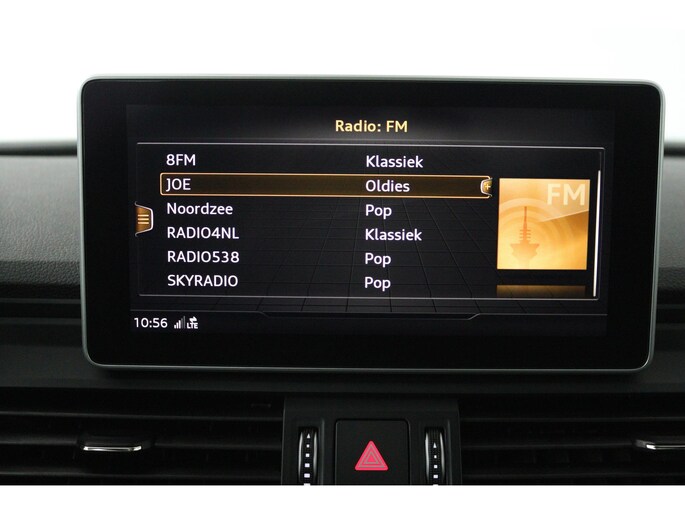 Radio: FM
8FM Klassiek
JOE Oldies
Noordzee Pop
RADIO4NL Klassiek
RADIO538 Pop
SKYRADIO Pop
FM
10:56 LTE